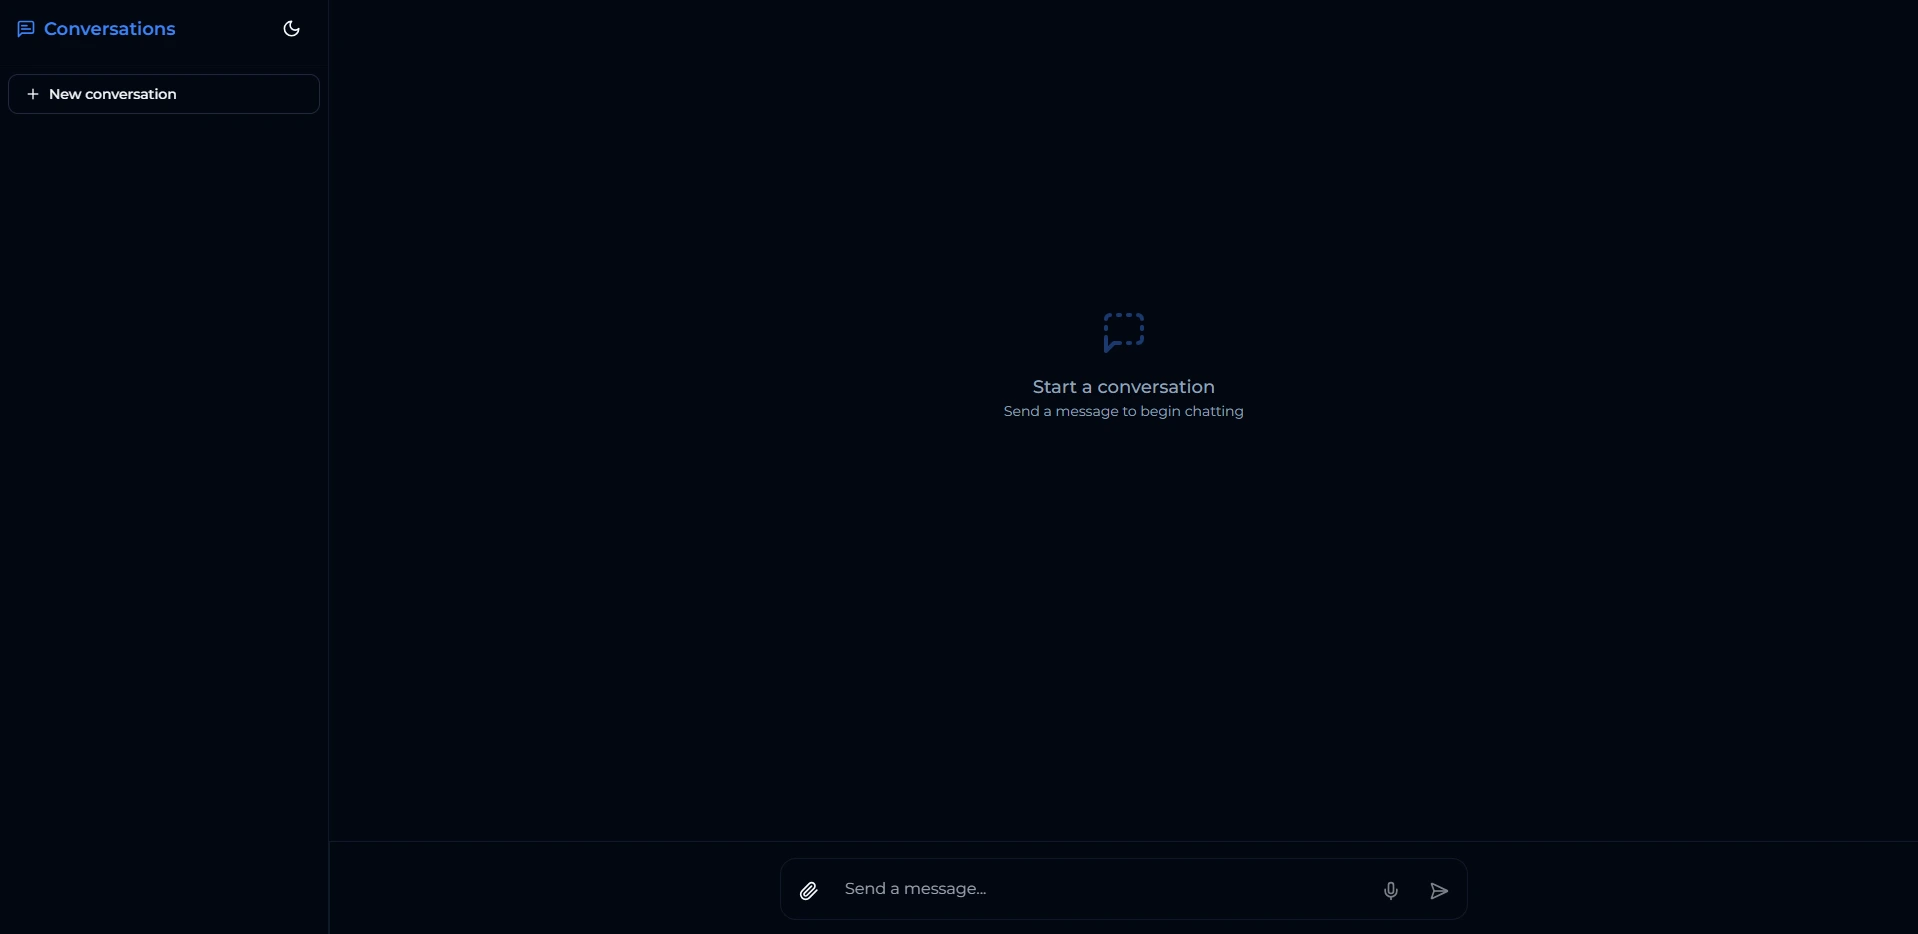 Conversations
New conversation
Start a conversation
Send a message to begin chatting
Send a message...